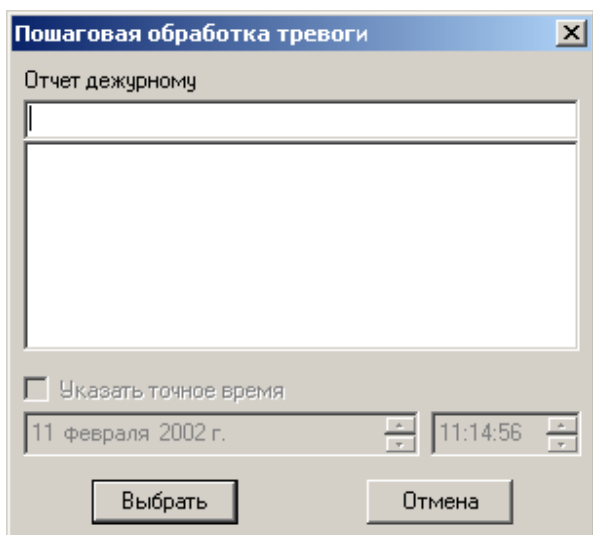 Пошаговая обработка тревоги
Отчет дежурному
Указать точное время
11 февраля 2002 г. 11:14:56
Выбрать Отмена